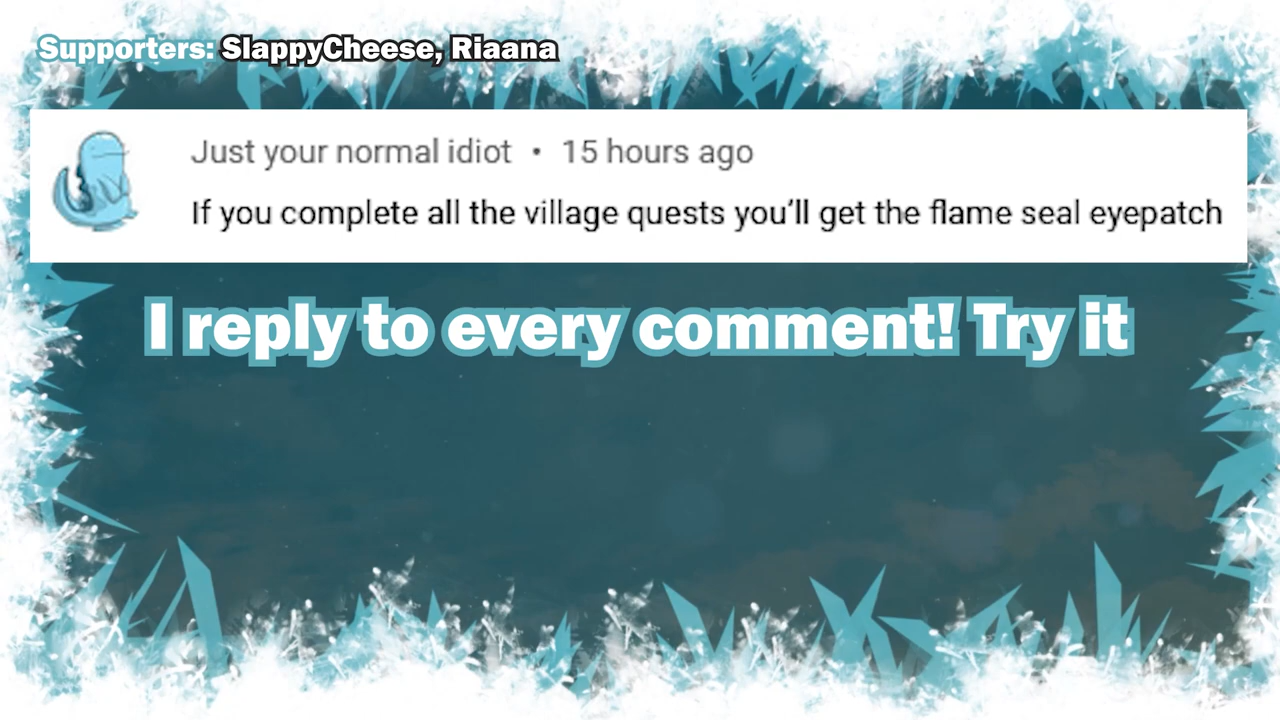 Supporters: SlappyCheese, Riaana
Just your normal idiot • 15 hours ago
If you complete all the village quests you’ll get the flame seal eyepatch
I reply to every comment! Try it